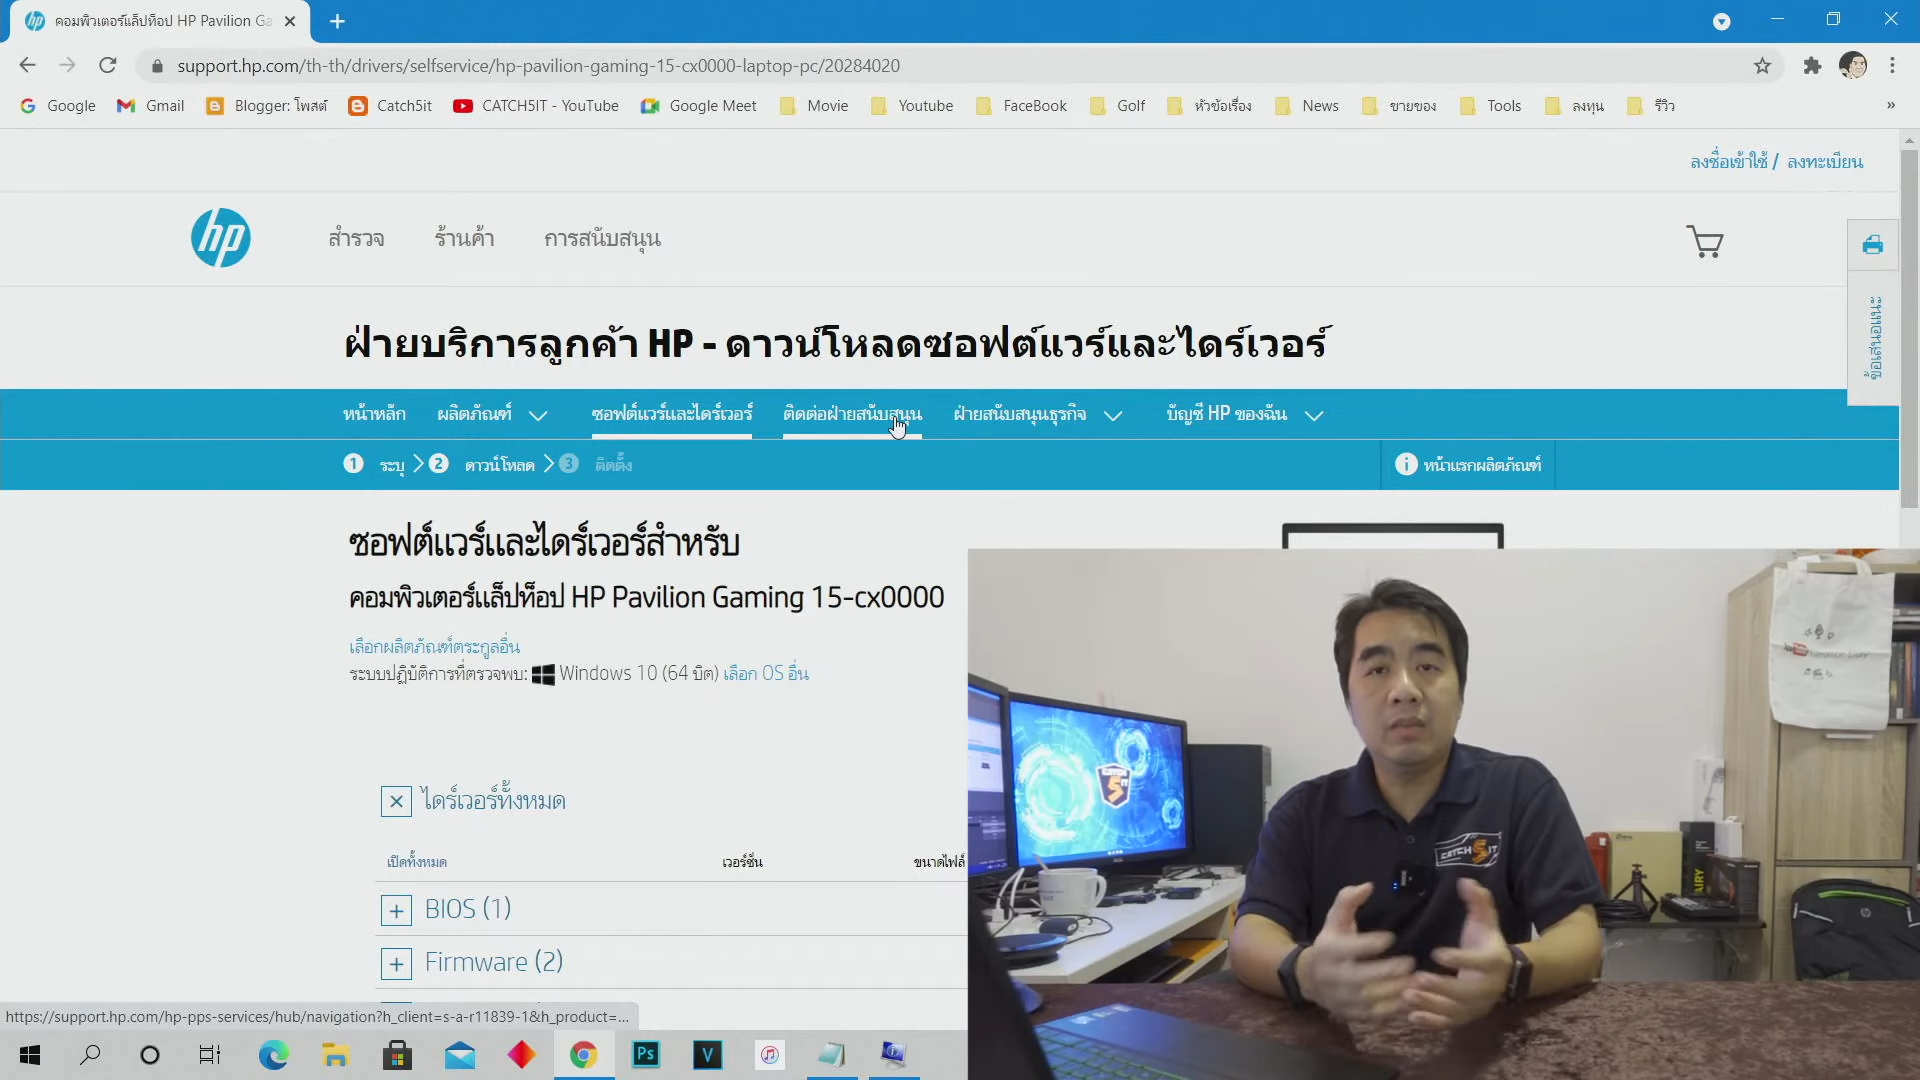 คอมพิวเตอร์แล็ปท็อป HP Pavilion Ga
support.hp.com/th-th/drivers/selfservice/hp-pavilion-gaming-15-cx0000-laptop-pc/20284020
Google Gmail Blogger: โพสต์ Catch5it CATCH5IT - YouTube Google Meet Movie Youtube FaceBook Golf หัวข้อเรื่อง News ขายของ Tools ลงทุน รีวิว »
ลงชื่อเข้าใช้ / ลงทะเบียน
hp สำรวจ ร้านค้า การสนับสนุน
ข้อเสนอแนะ
ฝ่ายบริการลูกค้า HP - ดาวน์โหลดซอฟต์แวร์และไดร์เวอร์
หน้าหลัก ผลิตภัณฑ์ ซอฟต์แวร์และไดร์เวอร์ ติดต่อฝ่ายสนับสนุน ฝ่ายสนับสนุนธุรกิจ บัญชี HP ของฉัน
1 ระบุ 2 ดาวน์โหลด 3 ติดตั้ง หน้าแรกผลิตภัณฑ์
ซอฟต์แวร์และไดร์เวอร์สำหรับ
คอมพิวเตอร์แล็ปท็อป HP Pavilion Gaming 15-cx0000
เลือกผลิตภัณฑ์ตระกูลอื่น
ระบบปฏิบัติการที่ตรวจพบ: Windows 10 (64 บิต) เลือก OS อื่น
ไดร์เวอร์ทั้งหมด
เปิดทั้งหมด เวอร์ชั่น ขนาดไฟล์
BIOS (1)
Firmware (2)
https://support.hp.com/hp-pps-services/hub/navigation?h_client=s-a-r11839-1&h_product=...
Ps V
CATCH 5 IT
CATCH 5 IT